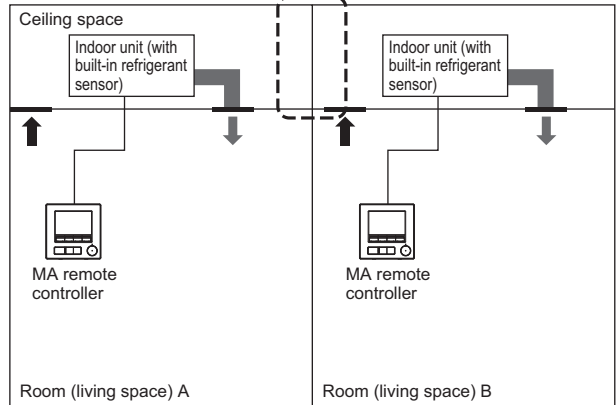 Ceiling space
Indoor unit (with
built-in refrigerant
sensor)
Indoor unit (with
built-in refrigerant
sensor)
MA remote
controller
MA remote
controller
Room (living space) A
Room (living space) B